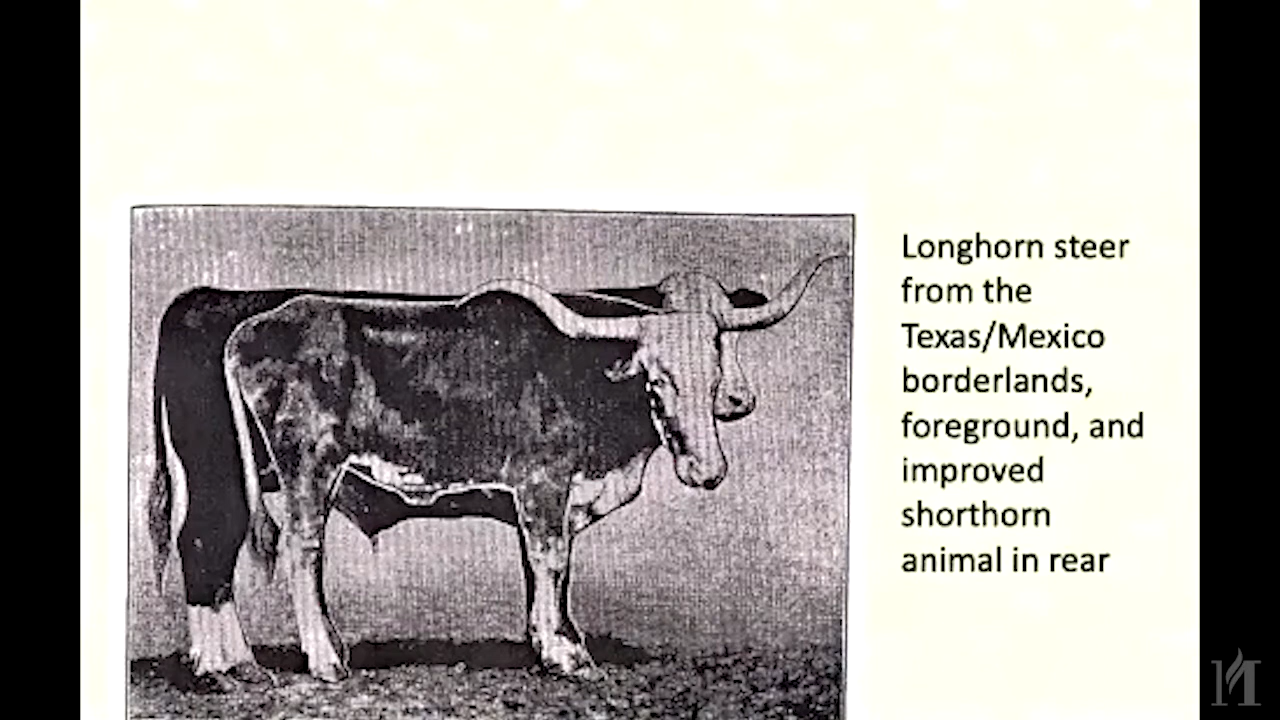 Longhorn steer
from the
Texas/Mexico
borderlands,
foreground, and
improved
shorthorn
animal in rear